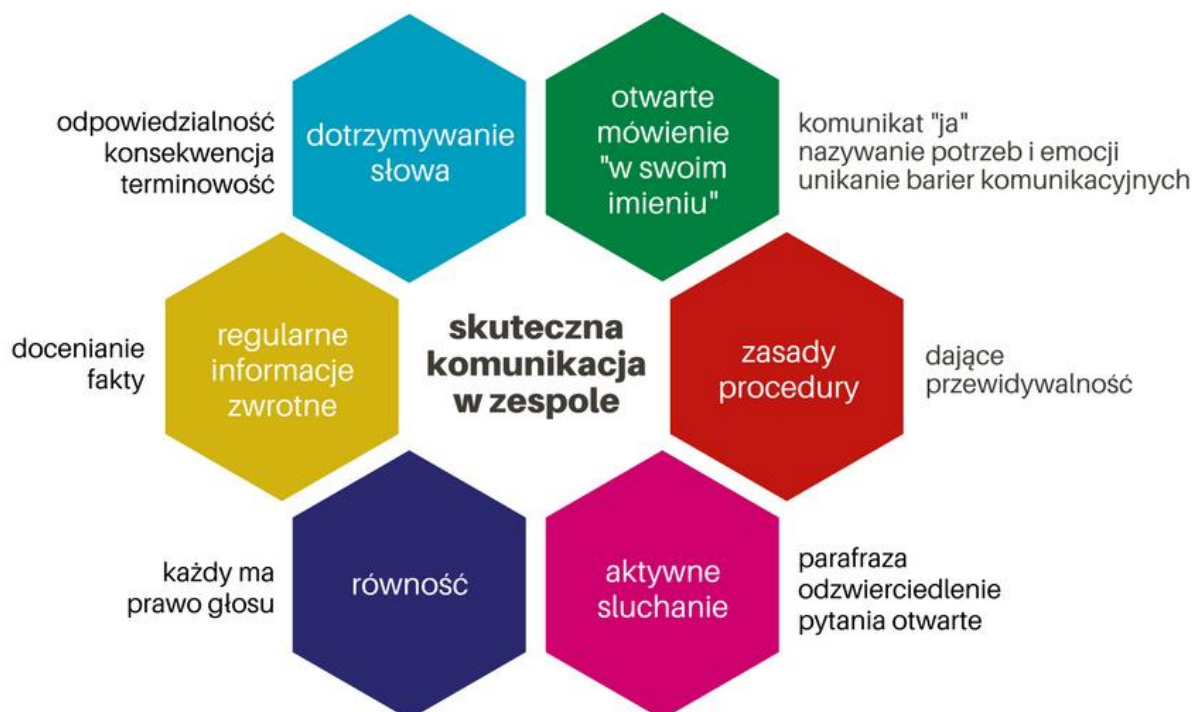 odpowiedzialność
konsekwencja
terminowość
dotrzymywanie
słowa
otwarte
mówienie
"w swoim
imieniu"
komunikat "ja"
nazywanie potrzeb i emocji
unikanie barier komunikacyjnych
docenianie
fakty
regularne
informacje
zwrotne
skuteczna
komunikacja
w zespole
zasady
procedury
dające
przewidywalność
każdy ma
prawo głosu
równość
aktywne
sluchanie
parafraza
odzwierciedlenie
pytania otwarte